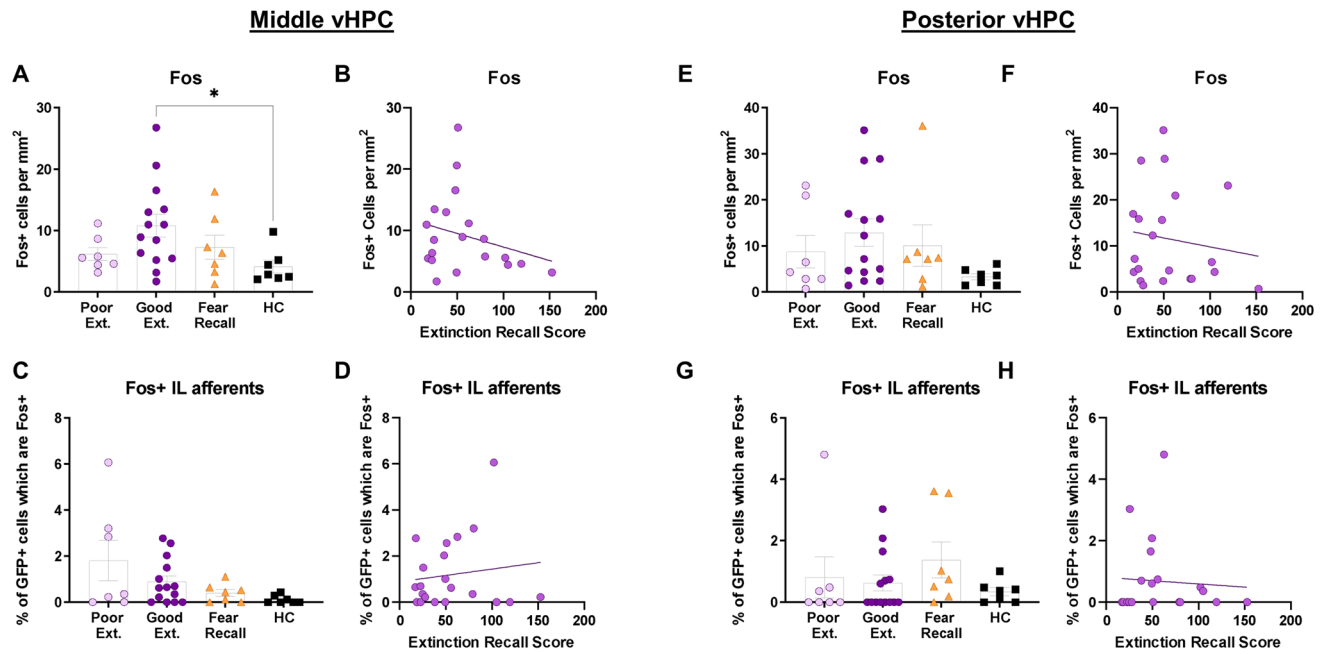 Middle vHPC
Posterior vHPC
A
Fos
*
Fos+ cells per mm²
30
20
10
0
Poor Ext.
Good Ext.
Fear Recall
HC
B
Fos
Fos+ Cells per mm²
30
20
10
0
0 50 100 150 200
Extinction Recall Score
E
Fos
Fos+ cells per mm²
40
30
20
10
0
Poor Ext.
Good Ext.
Fear Recall
HC
F
Fos
Fos+ Cells per mm²
40
30
20
10
0
0 50 100 150 200
Extinction Recall Score
C
Fos+ IL afferents
% of GFP+ cells which are Fos+
8
6
4
2
0
Poor Ext.
Good Ext.
Fear Recall
HC
D
Fos+ IL afferents
% of GFP+ cells which are Fos+
8
6
4
2
0
0 50 100 150 200
Extinction Recall Score
G
Fos+ IL afferents
% of GFP+ cells which are Fos+
6
4
2
0
Poor Ext.
Good Ext.
Fear Recall
HC
H
Fos+ IL afferents
% of GFP+ cells which are Fos+
6
4
2
0
0 50 100 150 200
Extinction Recall Score